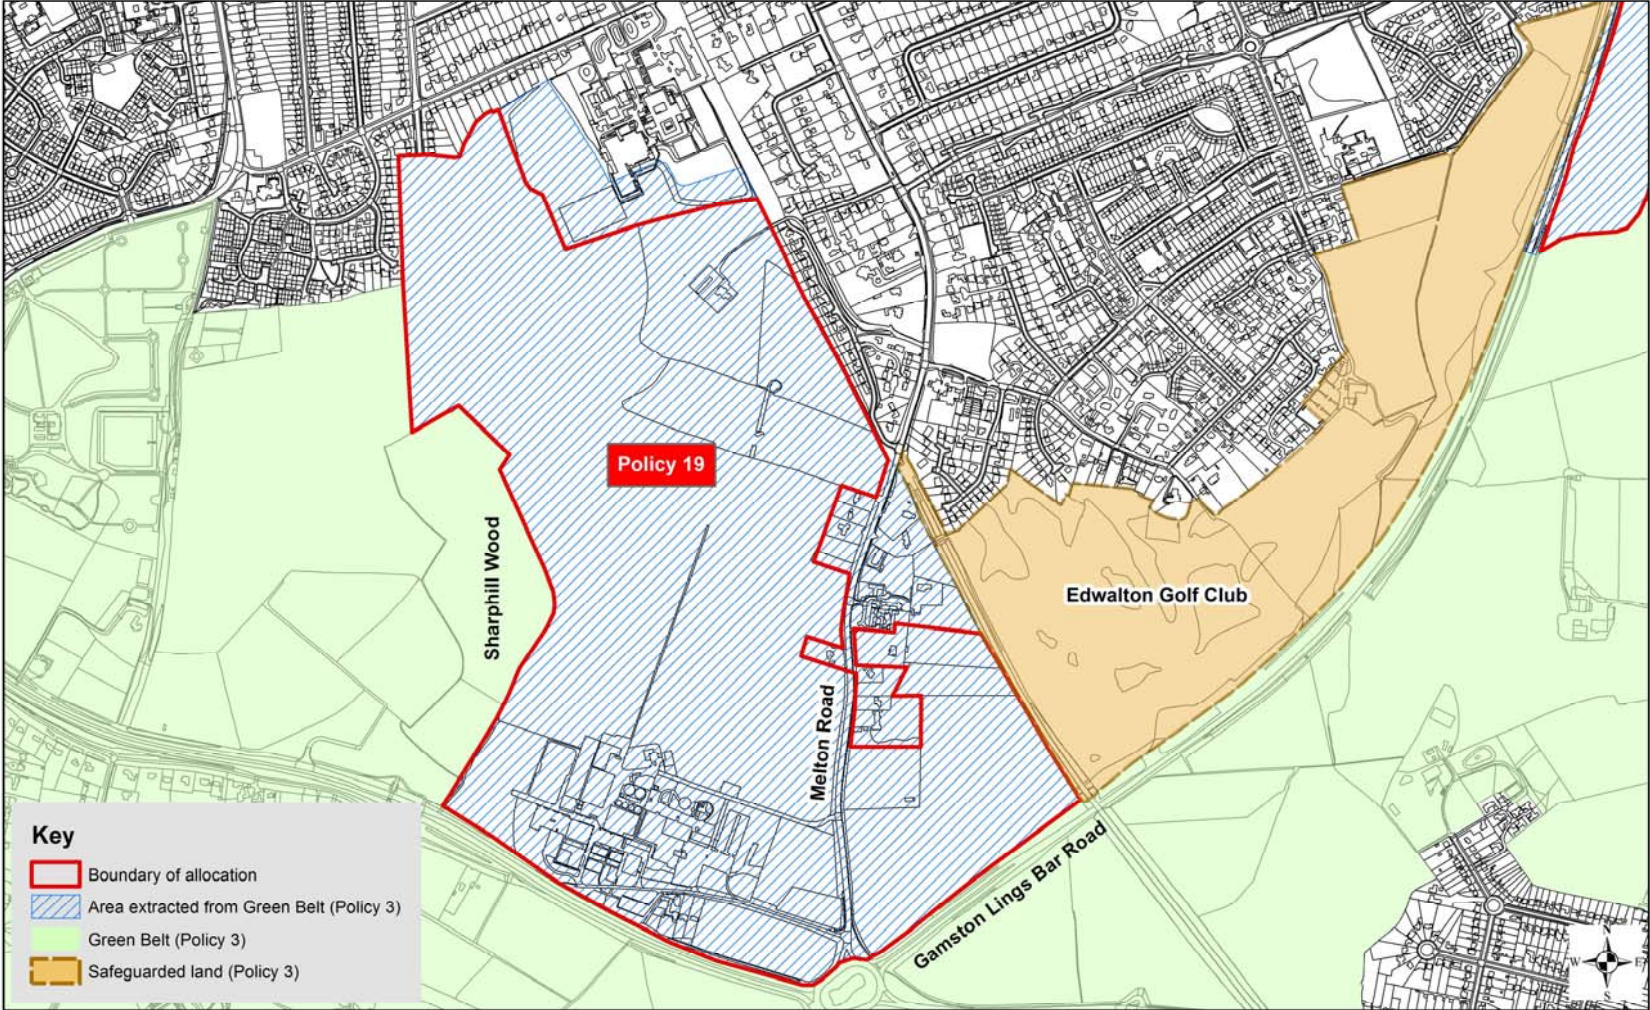 Policy 19
Sharphill Wood
Edwalton Golf Club
Melton Road
Gamston Lings Bar Road
Key
Boundary of allocation
Area extracted from Green Belt (Policy 3)
Green Belt (Policy 3)
Safeguarded land (Policy 3)
N
W E
S